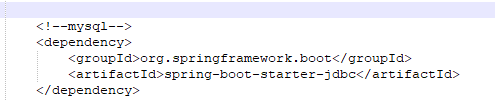 <!--mysql-->
<dependency>
<groupId>org.springframework.boot</groupId>
<artifactId>spring-boot-starter-jdbc</artifactId>
</dependency>